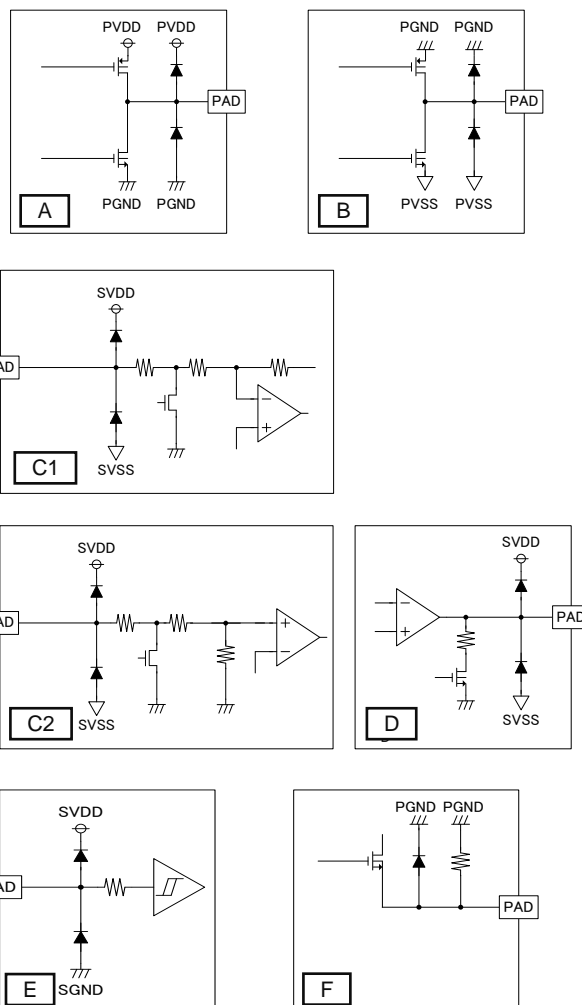 PVDD PVDD
PAD
PGND PGND
A
PGND PGND
PAD
PVSS PVSS
B
SVDD
AD
− +
SVSS
C1
SVDD
AD
+ −
SVSS
C2
SVDD
− +
PAD
SVSS
D
SVDD
AD
SGND
E
PGND PGND
PAD
F